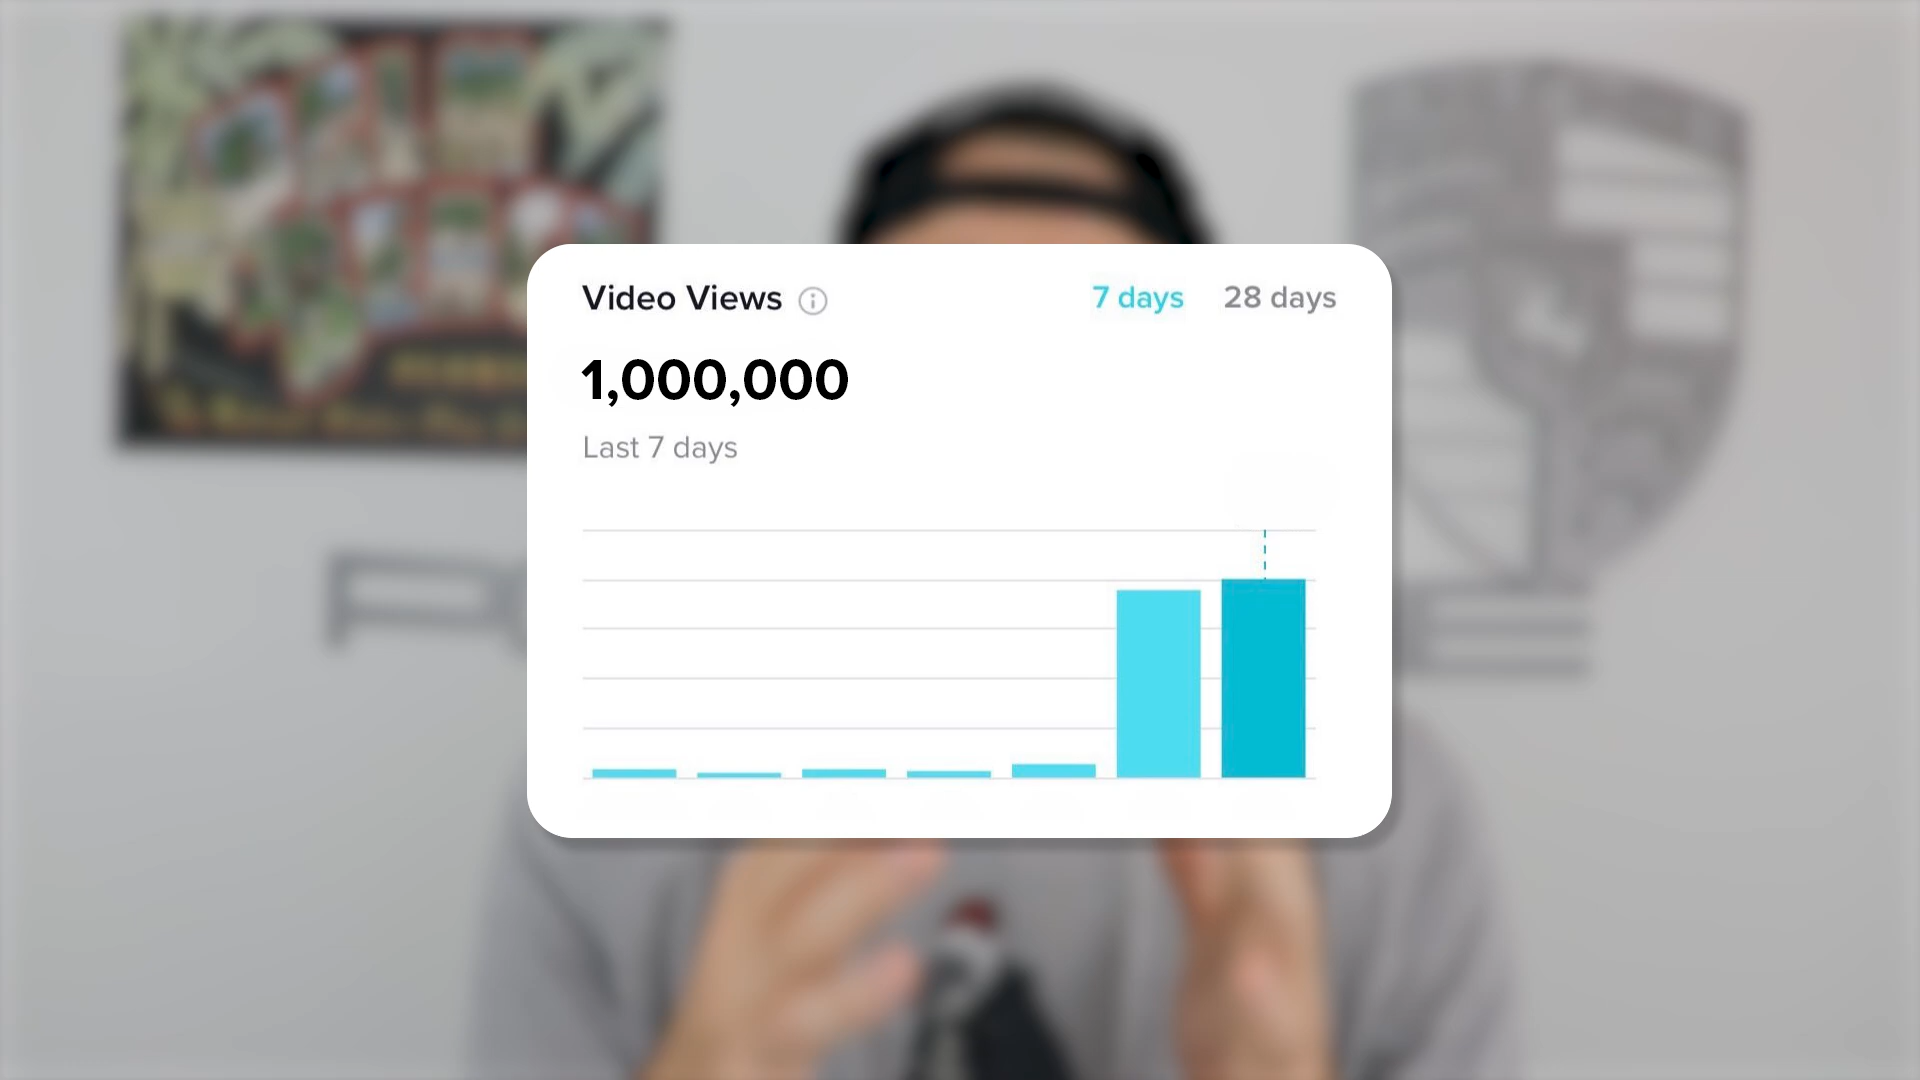 Video Views
7 days 28 days
1,000,000
Last 7 days